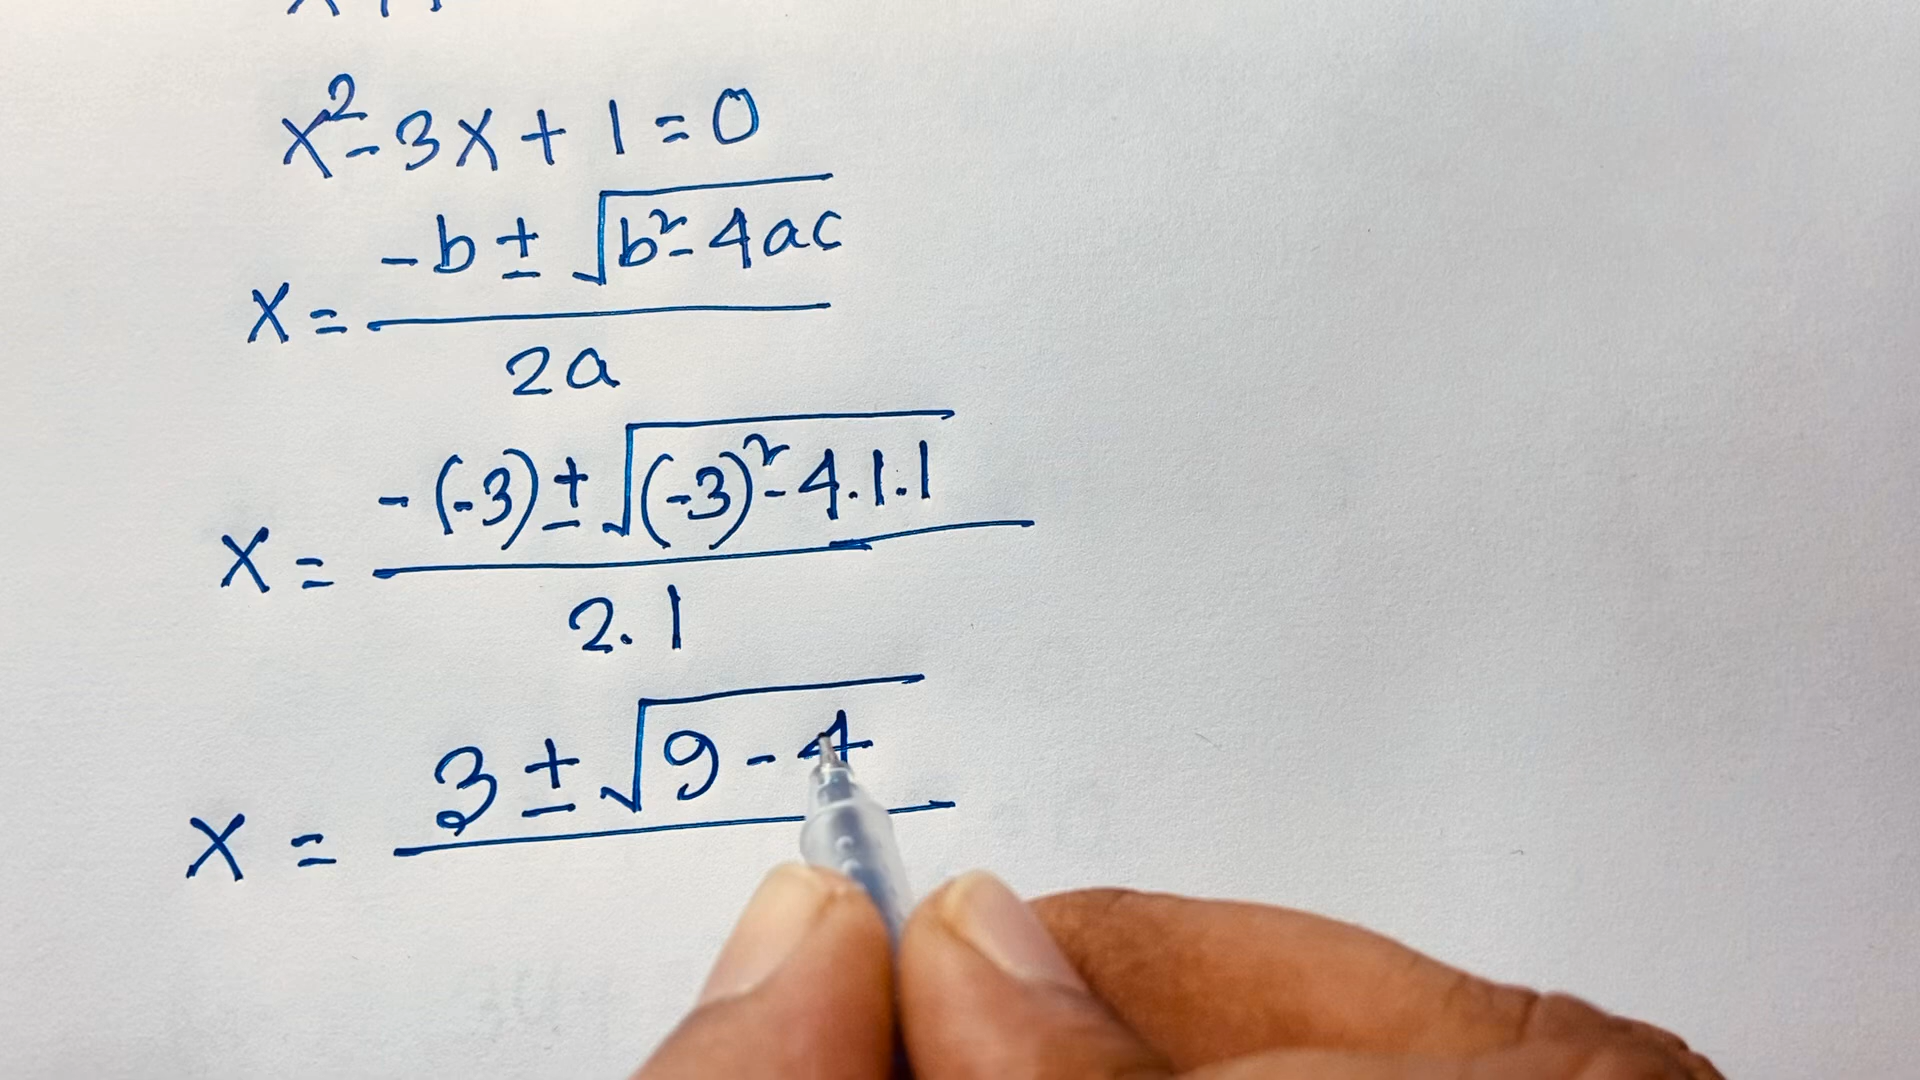 x²-3x+1=0
x = (-b ± √(b²-4ac)) / 2a
x = (-(-3) ± √((-3)²-4.1.1)) / 2.1
x = 3 ± √(9-4)